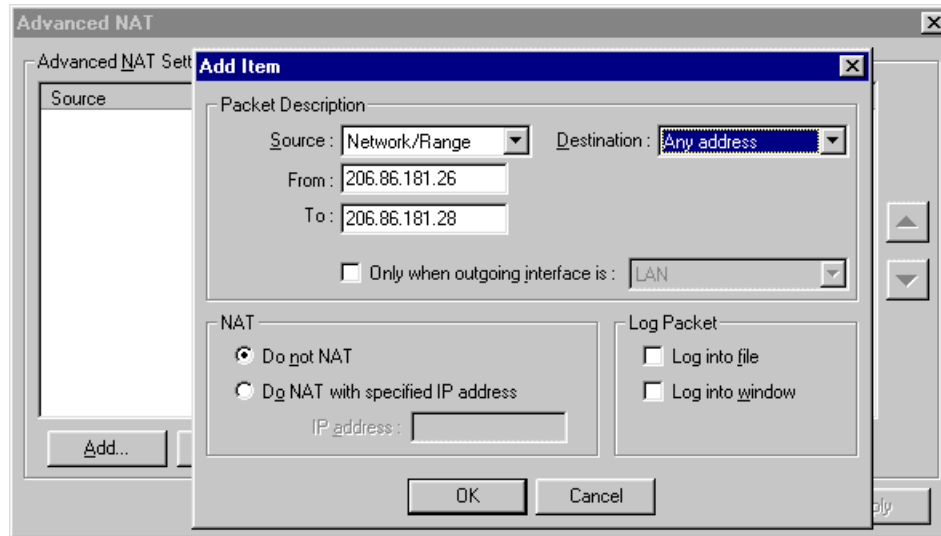 Advanced NAT
Advanced NAT Sett
Source
Add Item
Packet Description
Source : Network/Range Destination : Any address
From : 206.86.181.26
To : 206.86.181.28
Only when outgoing interface is : LAN
NAT
Do not NAT
Do NAT with specified IP address
IP address :
Log Packet
Log into file
Log into window
Add...
OK Cancel
ply